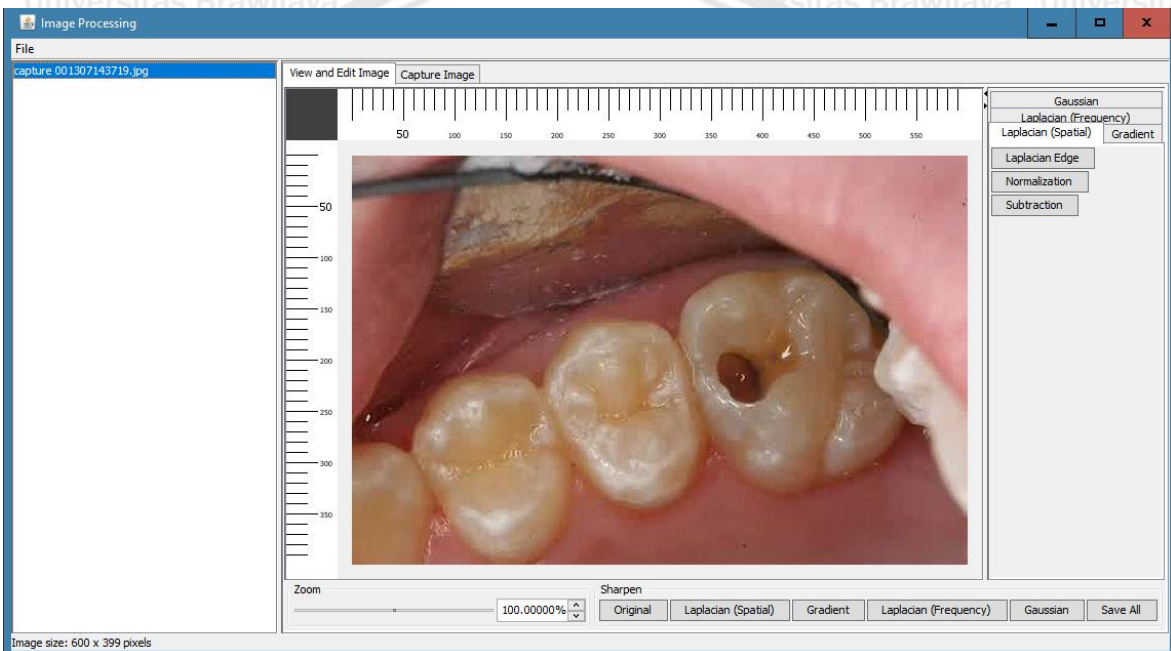 Universitas Brawijaya
Image Processing
File
capture 001307143719.jpg
View and Edit Image
Capture Image
50
100
150
200
250
300
350
400
450
500
550
50
100
150
200
250
300
350
Gaussian
Laplacian (Frequency)
Laplacian (Spatial)
Gradient
Laplacian Edge
Normalization
Subtraction
Zoom
100.00000%
Sharpen
Original
Laplacian (Spatial)
Gradient
Laplacian (Frequency)
Gaussian
Save All
Image size: 600 x 399 pixels